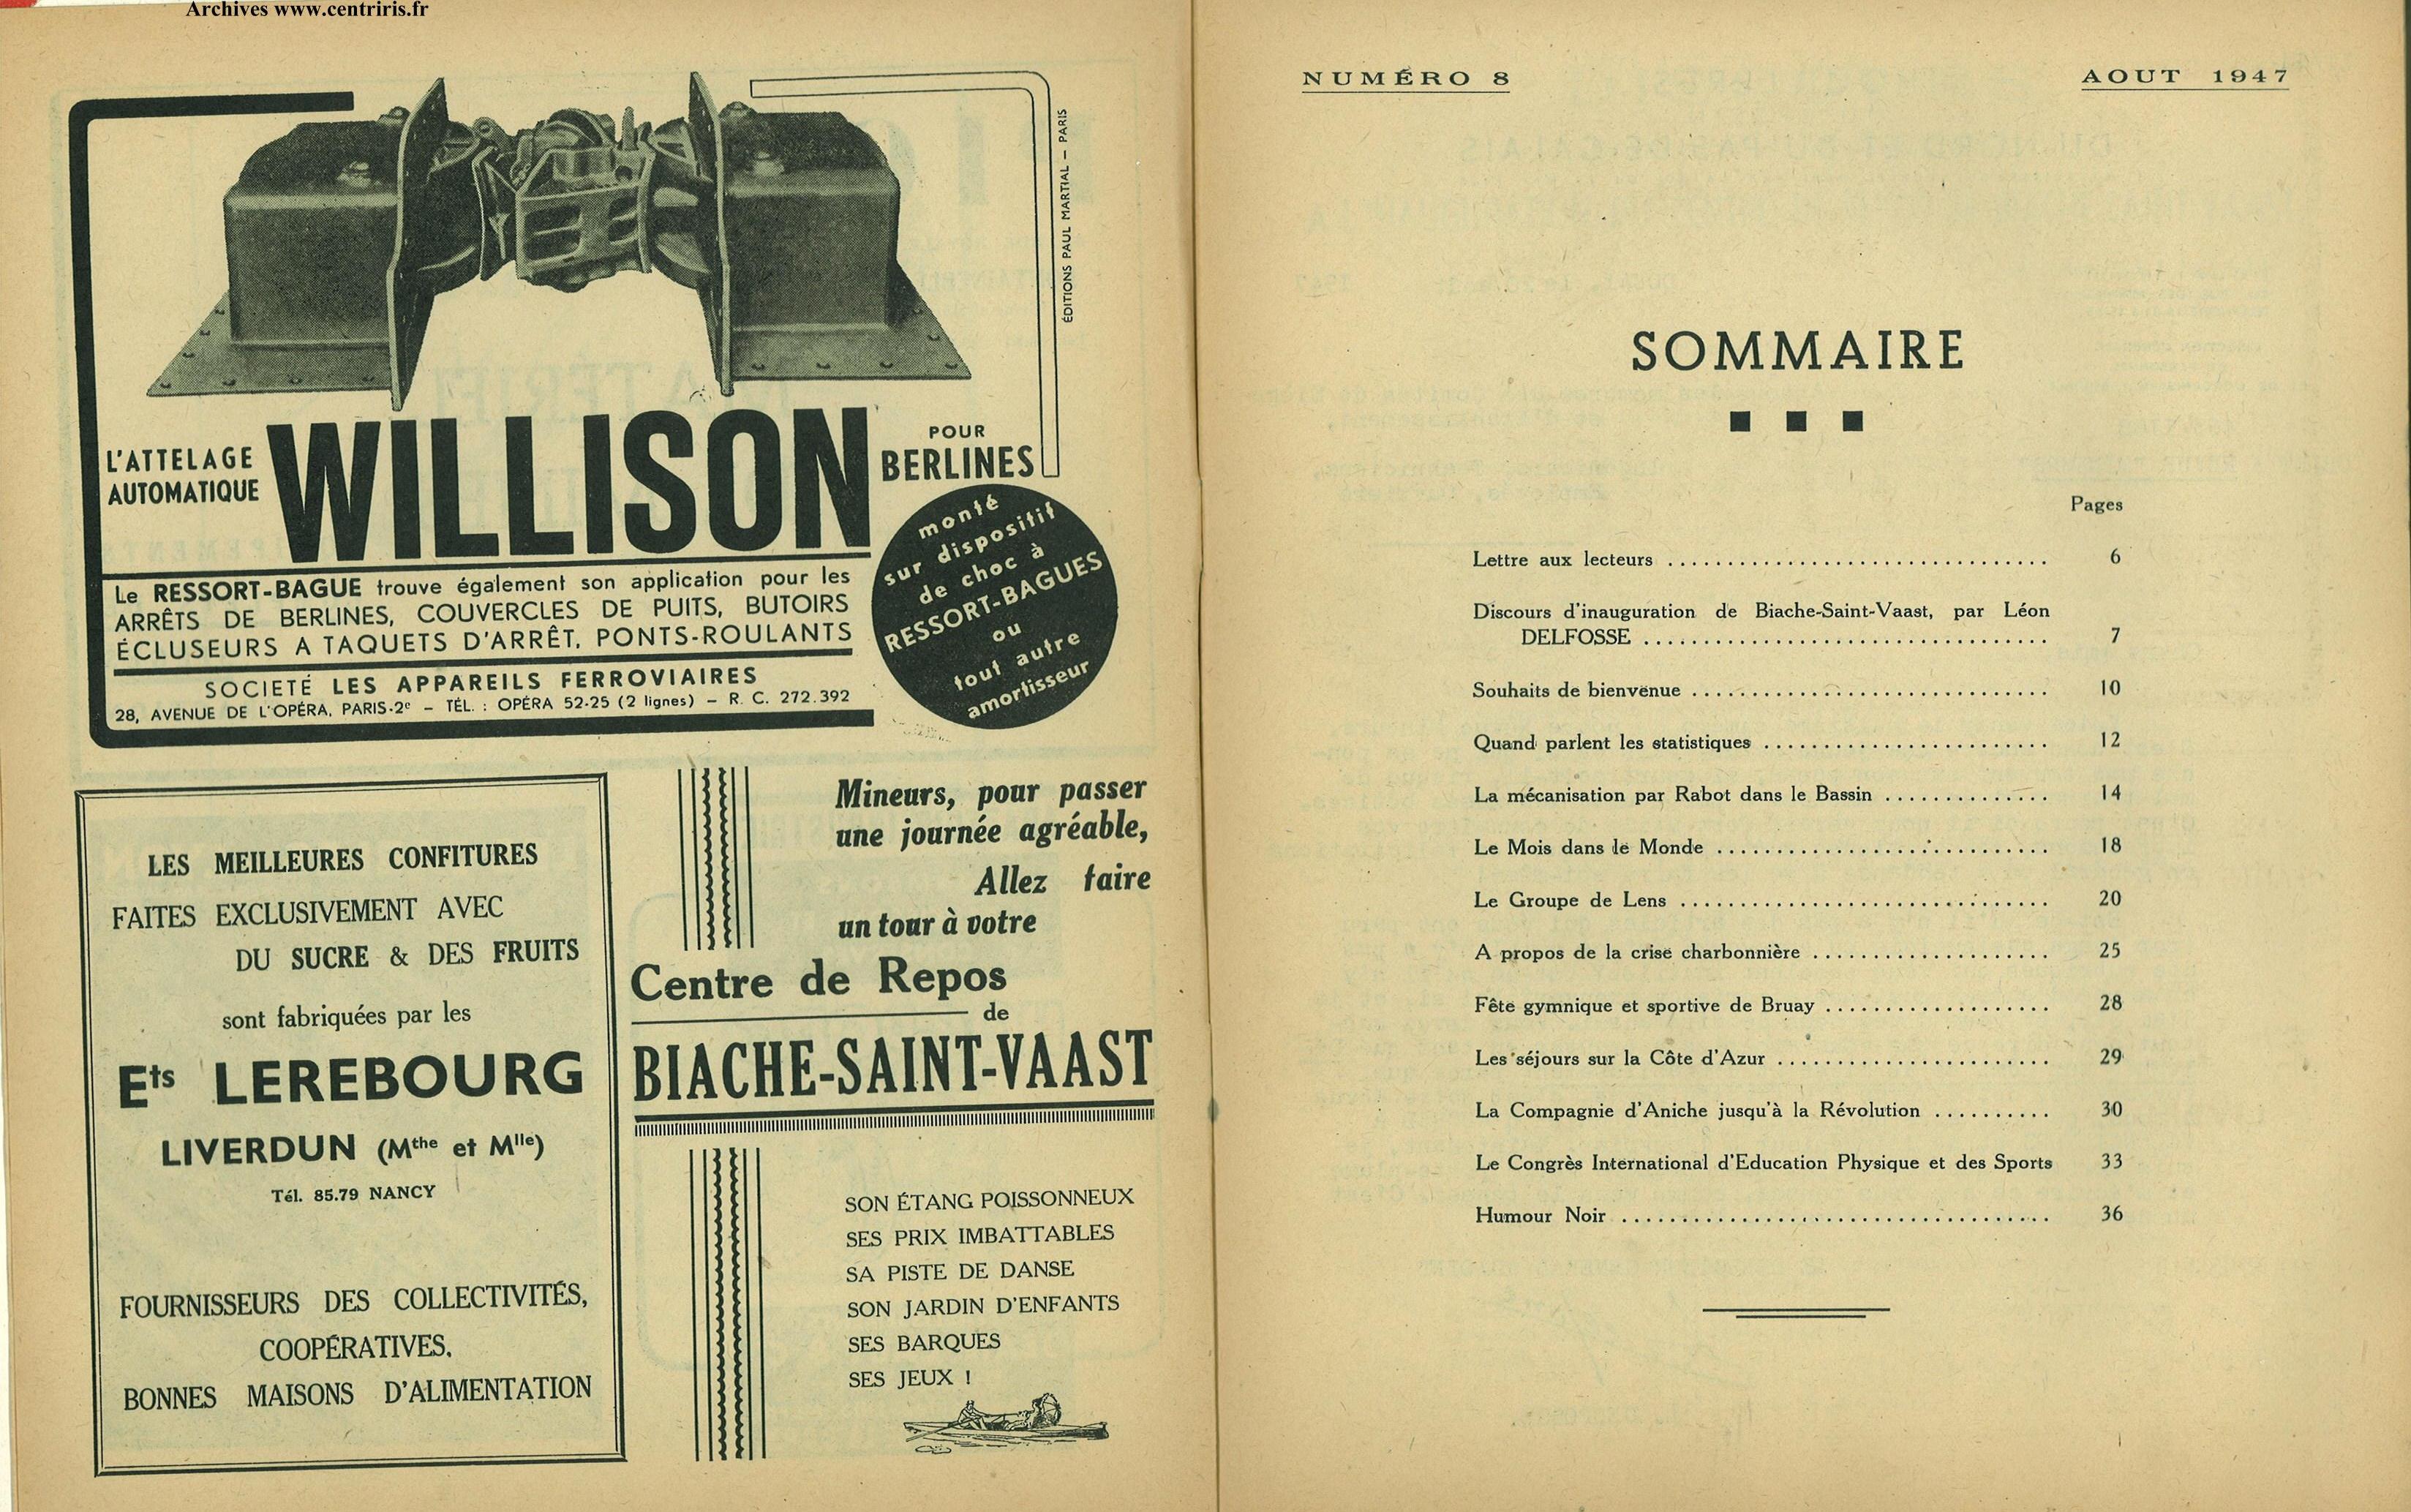 Archives www.centriris.fr
ÉDITIONS PAUL MARTIAL — PARIS
L'ATTELAGE
AUTOMATIQUE
WILLISON
POUR
BERLINES
monté
sur dispositif
de choc à
RESSORT-BAGUES
ou
tout autre
amortisseur
Le RESSORT-BAGUE trouve également son application pour les
ARRÊTS DE BERLINES, COUVERCLES DE PUITS, BUTOIRS
ÉCLUSEURS A TAQUETS D'ARRÊT, PONTS-ROULANTS
SOCIETÉ LES APPAREILS FERROVIAIRES
28, AVENUE DE L'OPÉRA, PARIS-2e – TÉL. : OPÉRA 52-25 (2 lignes) – R. C. 272.392
LES MEILLEURES CONFITURES
FAITES EXCLUSIVEMENT AVEC
DU SUCRE & DES FRUITS
sont fabriquées par les
Ets LEREBOURG
LIVERDUN (Mthe et Mlle)
Tél. 85.79 NANCY
FOURNISSEURS DES COLLECTIVITÉS,
COOPÉRATIVES,
BONNES MAISONS D'ALIMENTATION
Mineurs, pour passer
une journée agréable,
Allez faire
un tour à votre
Centre de Repos
de
BIACHE-SAINT-VAAST
SON ÉTANG POISSONNEUX
SES PRIX IMBATTABLES
SA PISTE DE DANSE
SON JARDIN D'ENFANTS
SES BARQUES
SES JEUX !
NUMÉRO 8
AOUT 1947
SOMMAIRE
Pages
Lettre aux lecteurs ................................ 6
Discours d'inauguration de Biache-Saint-Vaast, par Léon
DELFOSSE .................................. 7
Souhaits de bienvenue .............................. 10
Quand parlent les statistiques ........................ 12
La mécanisation par Rabot dans le Bassin .............. 14
Le Mois dans le Monde ............................ 18
Le Groupe de Lens ............................... 20
A propos de la crise charbonnière .................... 25
Fête gymnique et sportive de Bruay ................... 28
Les séjours sur la Côte d'Azur ....................... 29
La Compagnie d'Aniche jusqu'à la Révolution .......... 30
Le Congrès International d'Education Physique et des Sports 33
Humour Noir .................................... 36